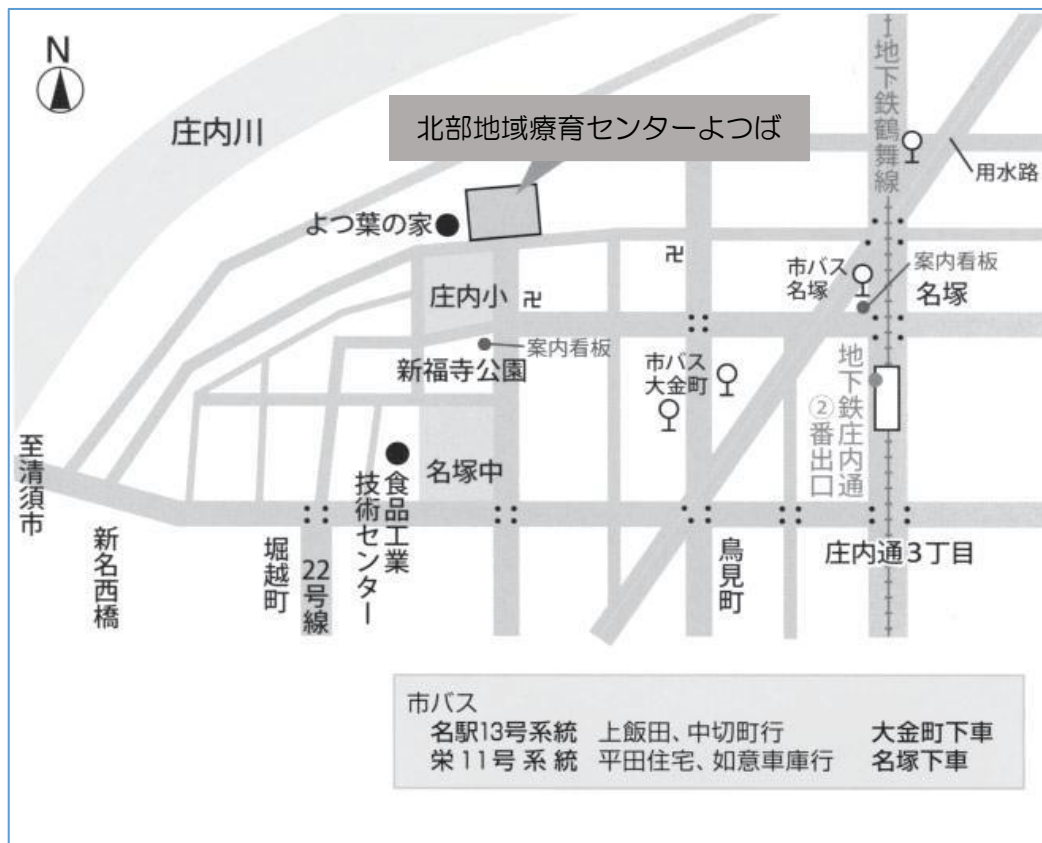 N
地下鉄鶴舞線
庄内川
北部地域療育センターよつば
用水路
よつ葉の家
卍
市バス
名塚
案内看板
名塚
庄内小
卍
案内看板
新福寺公園
市バス
大金町
地下鉄庄内通
②番出口
至清須市
名塚中
食品工業
技術センター
新名西橋
堀越町
22号線
鳥見町
庄内通3丁目
市バス
名駅13号系統 上飯田、中切町行 大金町下車
栄11号系統 平田住宅、如意車庫行 名塚下車